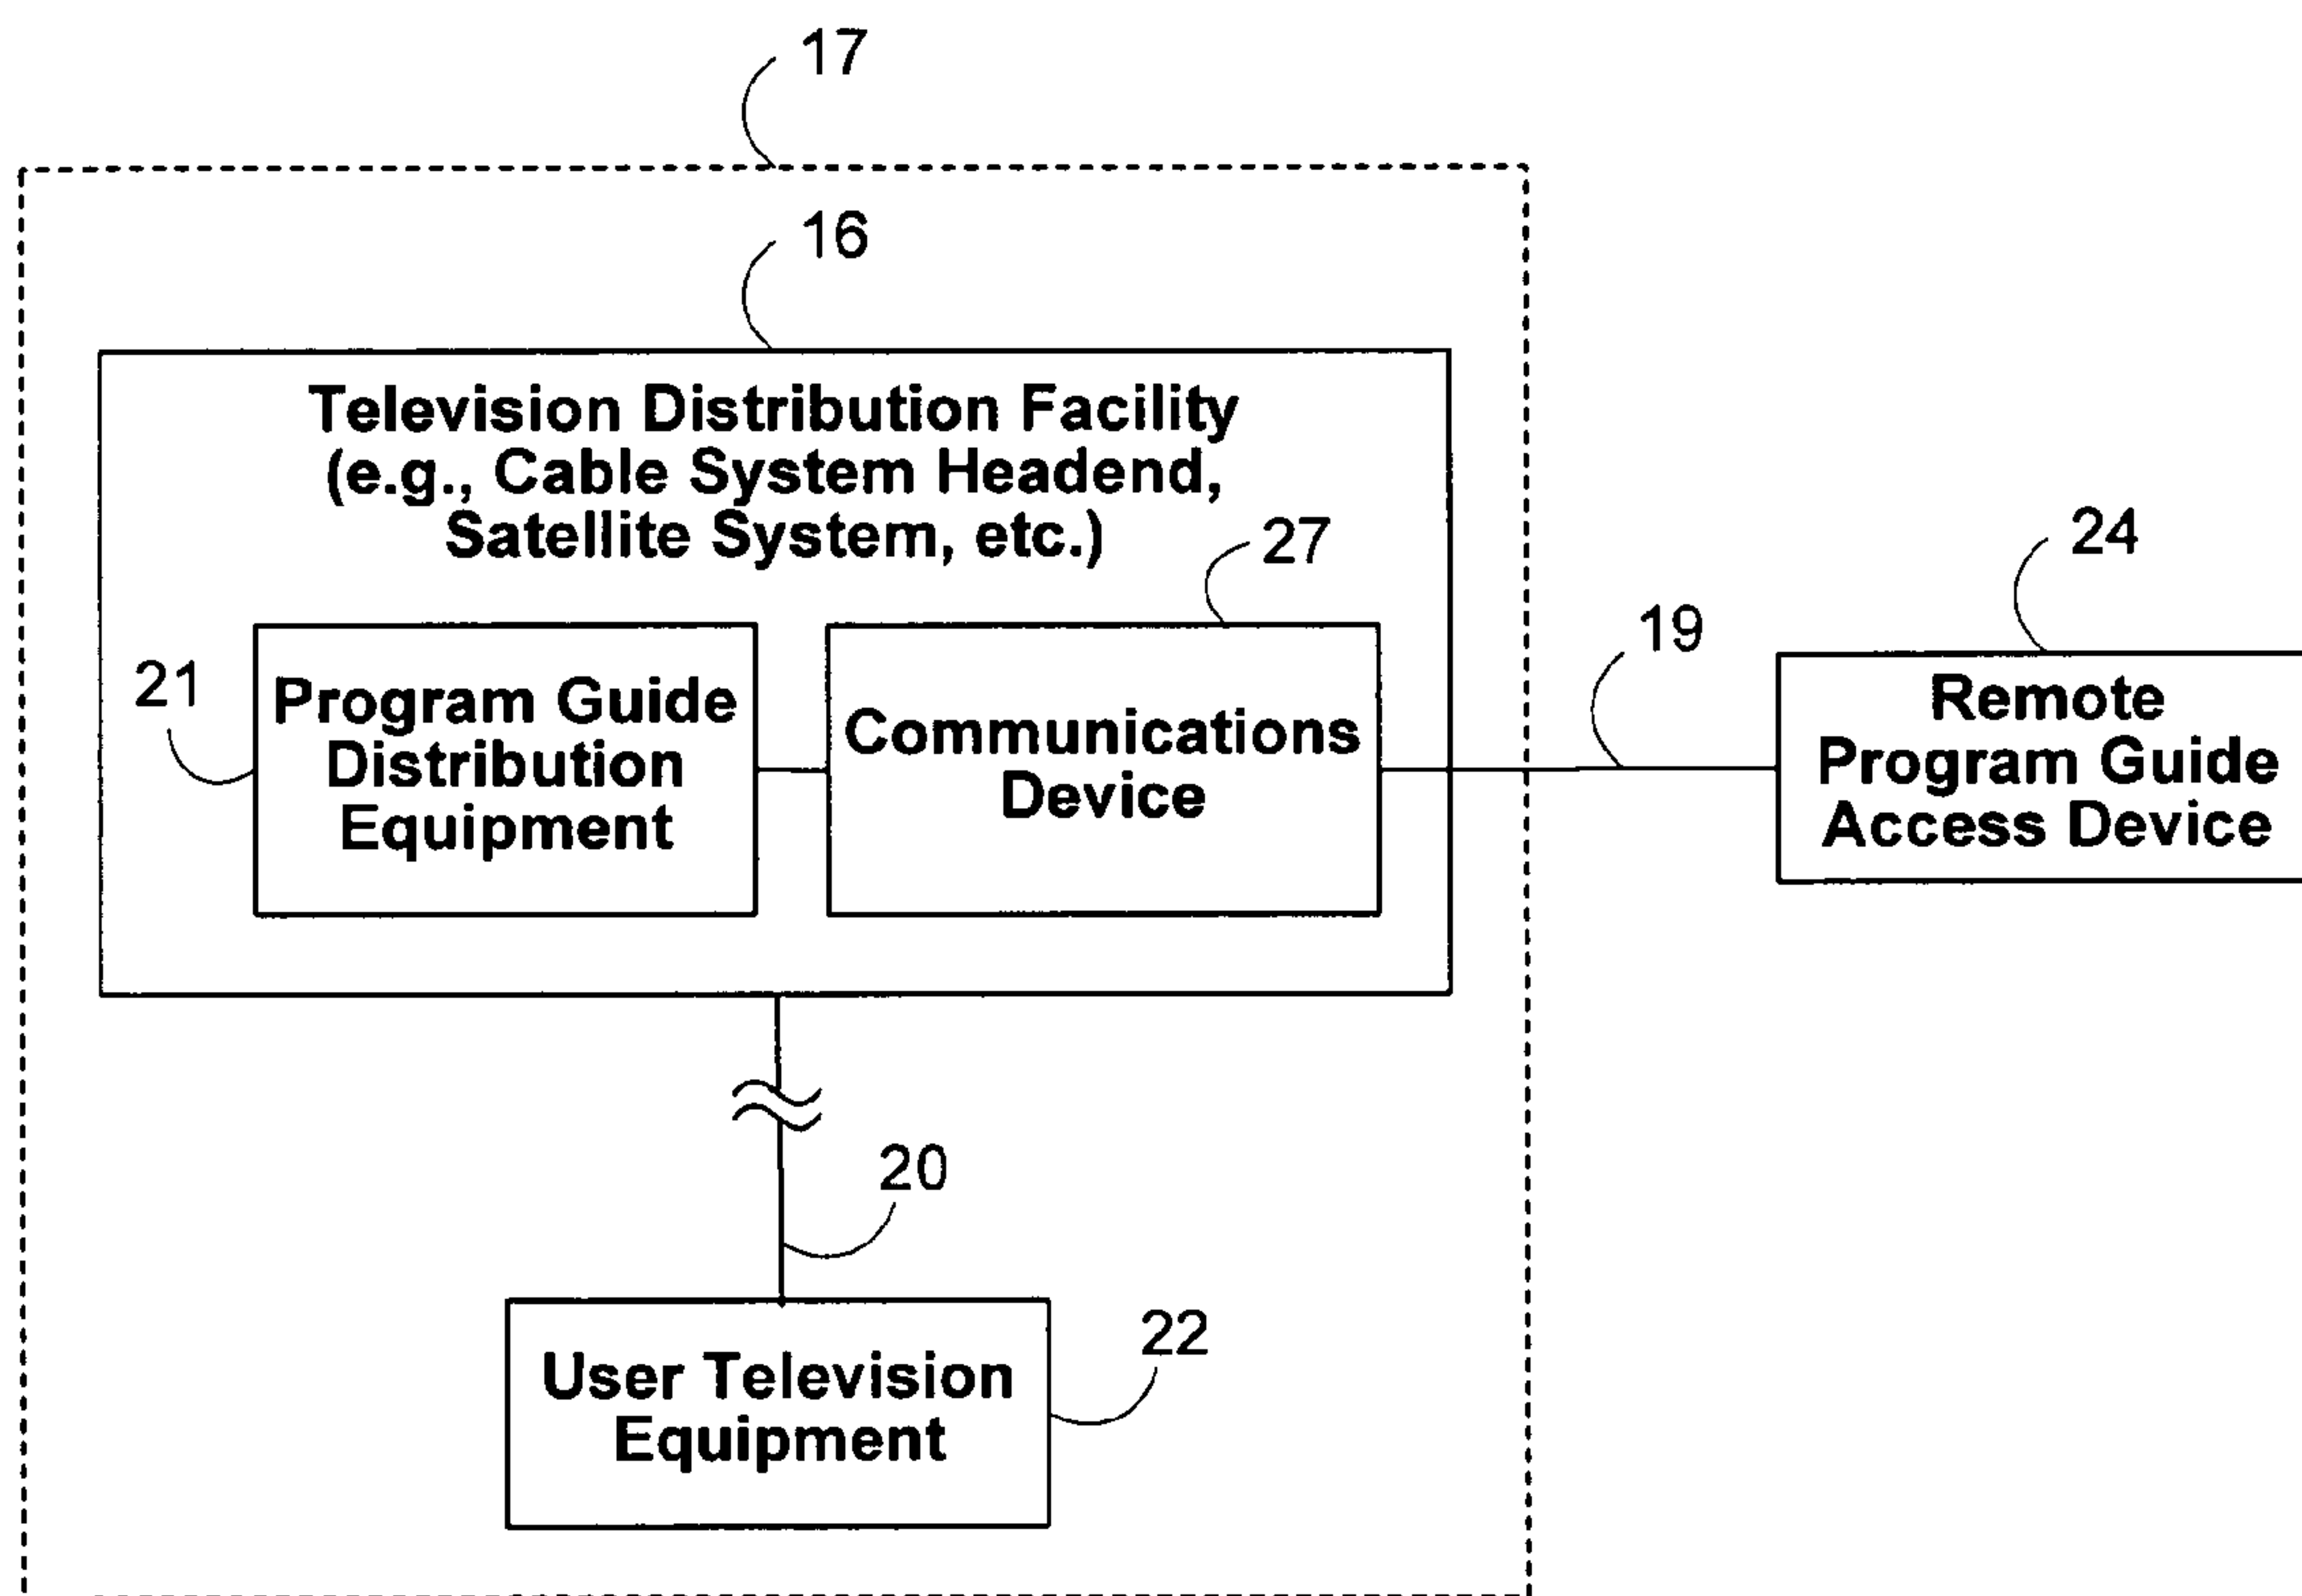 17
16
Television Distribution Facility
(e.g., Cable System Headend,
Satellite System, etc.)
27
24
19
21
Program Guide
Distribution
Equipment
Communications
Device
Remote
Program Guide
Access Device
20
User Television
Equipment
22